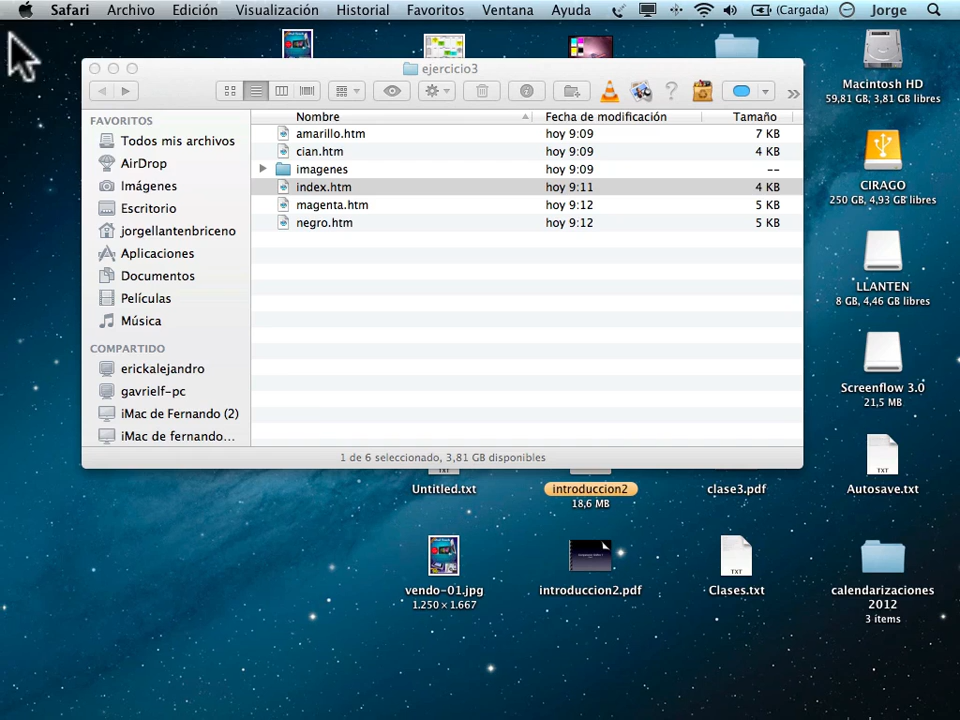 Safari Archivo Edición Visualización Historial Favoritos Ventana Ayuda (Cargada) Jorge
ejercicio3
FAVORITOS
Todos mis archivos
AirDrop
Imágenes
Escritorio
jorgellantenbriceno
Aplicaciones
Documentos
Películas
Música
COMPARTIDO
erickalejandro
gavrielf-pc
iMac de Fernando (2)
iMac de fernando...
Nombre Fecha de modificación Tamaño
amarillo.htm hoy 9:09 7 KB
cian.htm hoy 9:09 4 KB
imagenes hoy 9:09 --
index.htm hoy 9:11 4 KB
magenta.htm hoy 9:12 5 KB
negro.htm hoy 9:12 5 KB
1 de 6 seleccionado, 3,81 GB disponibles
Macintosh HD
59,81 GB, 3,81 GB libres
CIRAGO
250 GB, 4,93 GB libres
LLANTEN
8 GB, 4,46 GB libres
Screenflow 3.0
21,5 MB
TXT
Untitled.txt
introduccion2
18,6 MB
clase3.pdf
TXT
Autosave.txt
vendo-01.jpg
1.250 × 1.667
introduccion2.pdf
TXT
Clases.txt
calendarizaciones
2012
3 items